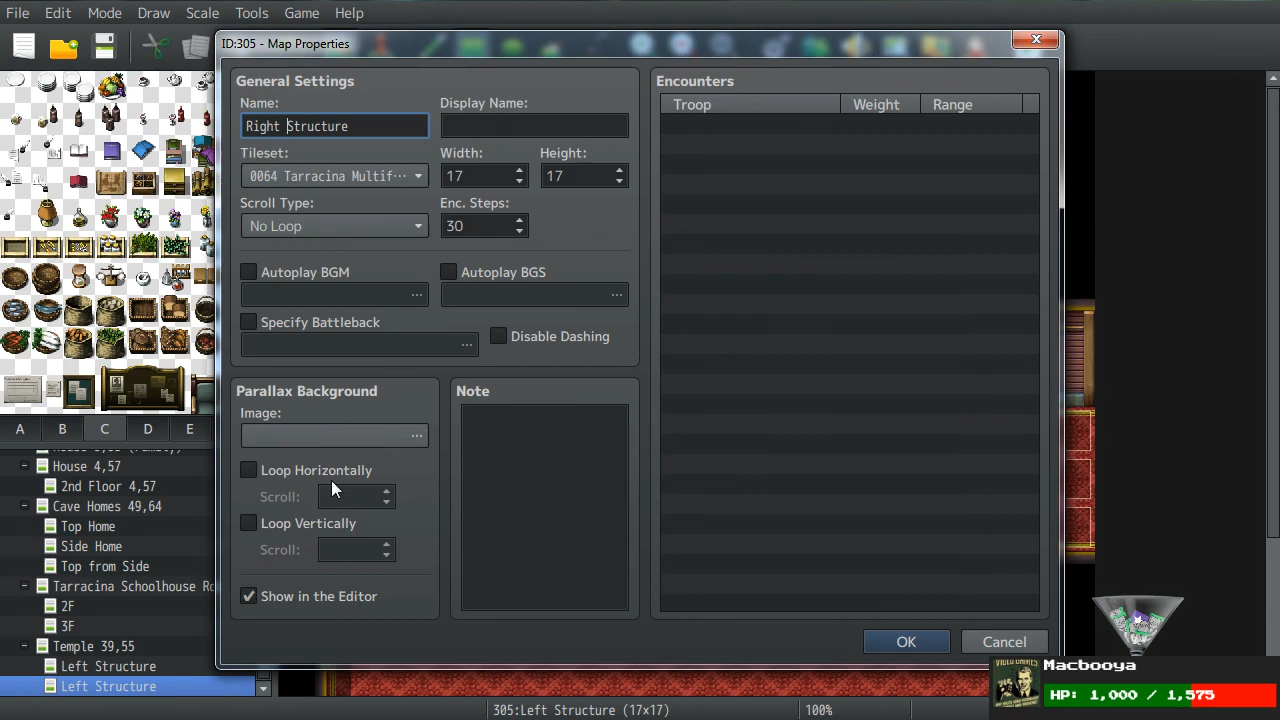 File Edit Mode Draw Scale Tools Game Help
ID:305 - Map Properties
General Settings
Name:
Display Name:
Right Structure
Tileset:
Width:
Height:
0064 Tarracina Multif···
17
17
Scroll Type:
Enc. Steps:
No Loop
30
Autoplay BGM
Autoplay BGS
...
...
Specify Battleback
Disable Dashing
...
Parallax Background
Image:
...
Loop Horizontally
Scroll:
Loop Vertically
Scroll:
Show in the Editor
Note
Encounters
Troop Weight Range
OK
Cancel
A B C D E
House 4,57
2nd Floor 4,57
Cave Homes 49,64
Top Home
Side Home
Top from Side
Tarracina Schoolhouse Ro
2F
3F
Temple 39,55
Left Structure
Left Structure
305:Left Structure (17x17)
100%
Macbooya
HP: 1,000 / 1,575